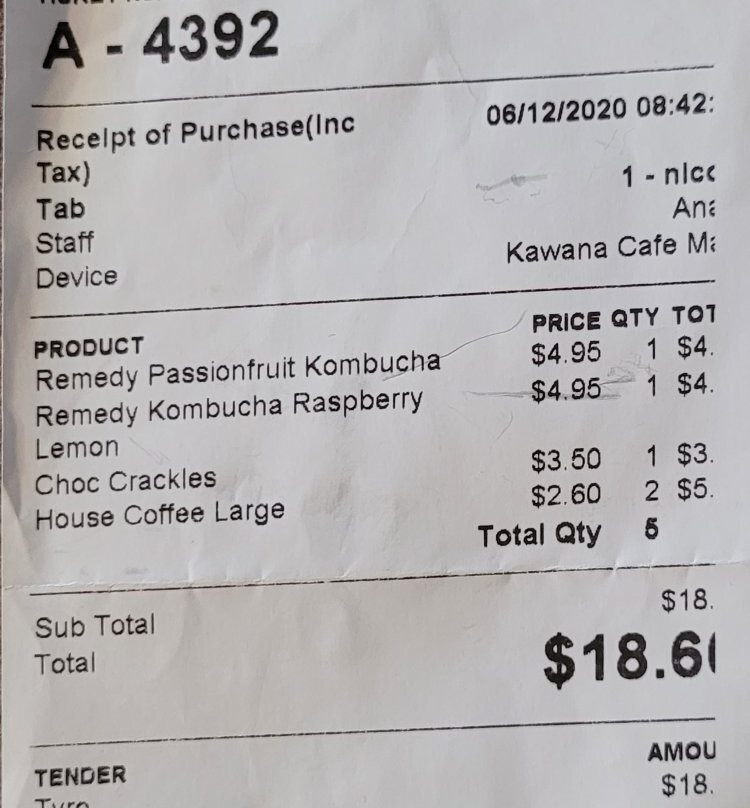 A - 4392
Receipt of Purchase(Inc 06/12/2020 08:42:
Tax)
Tab 1 - nicc
Staff Ana
Device Kawana Cafe Ma
PRODUCT PRICE QTY TOT
Remedy Passionfruit Kombucha $4.95 1 $4.
Remedy Kombucha Raspberry $4.95 1 $4.
Lemon
Choc Crackles $3.50 1 $3.
House Coffee Large $2.60 2 $5.
Total Qty 5
Sub Total $18.
Total $18.60
TENDER AMOU
Tyro $18.